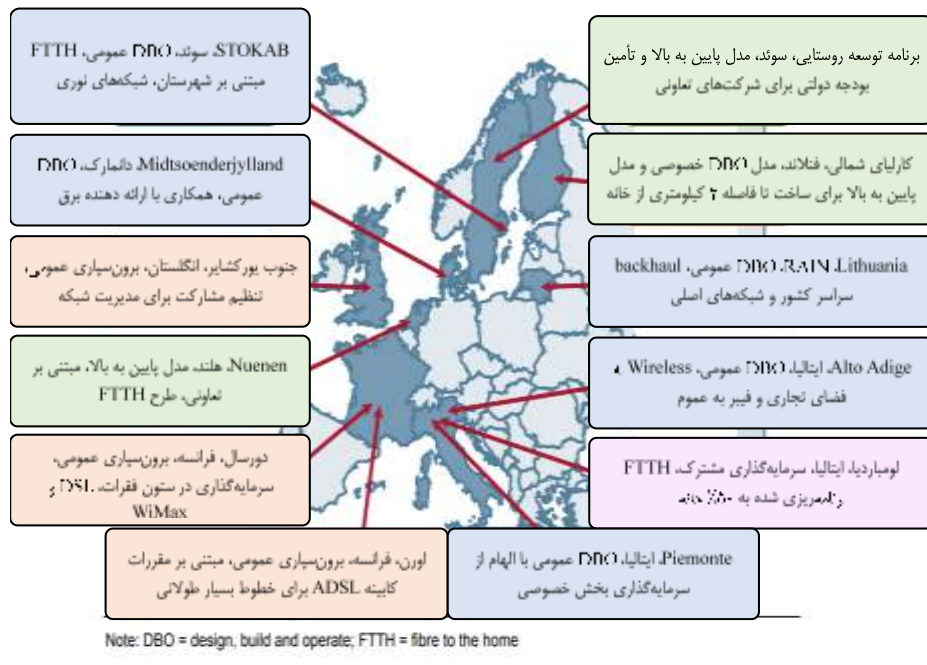 STOKAB، سوئد، DBO عمومی، FTTH
مبتنی بر شهرستان، شبکه‌های نوری
برنامه توسعه روستایی، سوئد، مدل پایین به بالا و تأمین
بودجه دولتی برای شرکت‌های تعاونی
Midtsoenderjylland، دانمارک، DBO
عمومی، همکاری با ارائه دهنده برق
کارلیای شمالی، فنلاند، مدل DBO خصوصی و مدل
پایین به بالا برای ساخت تا فاصله ۲ کیلومتری از خانه
جنوب یورکشایر، انگلستان، برون‌سپاری عمومی،
تنظیم مشارکت برای مدیریت شبکه
Lithuania، RAIN، DBO عمومی، backhaul
سراسر کشور و شبکه‌های اصلی
Nuenen، هلند، مدل پایین به بالا، مبتنی بر
تعاونی، طرح FTTH
Alto Adige، ایتالیا، DBO عمومی، Wireless
فضای تجاری و فیبر به عموم
دورسال، فرانسه، برون‌سپاری عمومی،
سرمایه‌گذاری در ستون فقرات، DSL و
WiMax
لومباردیا، ایتالیا، سرمایه‌گذاری مشترک، FTTH
برنامه‌ریزی شده به
اورن، فرانسه، برون‌سپاری عمومی، مبتنی بر مقررات
کابینه ADSL برای خطوط بسیار طولانی
Piemonte، ایتالیا، DBO عمومی با الهام از
سرمایه‌گذاری بخش خصوصی
Note: DBO = design, build and operate; FTTH = fibre to the home